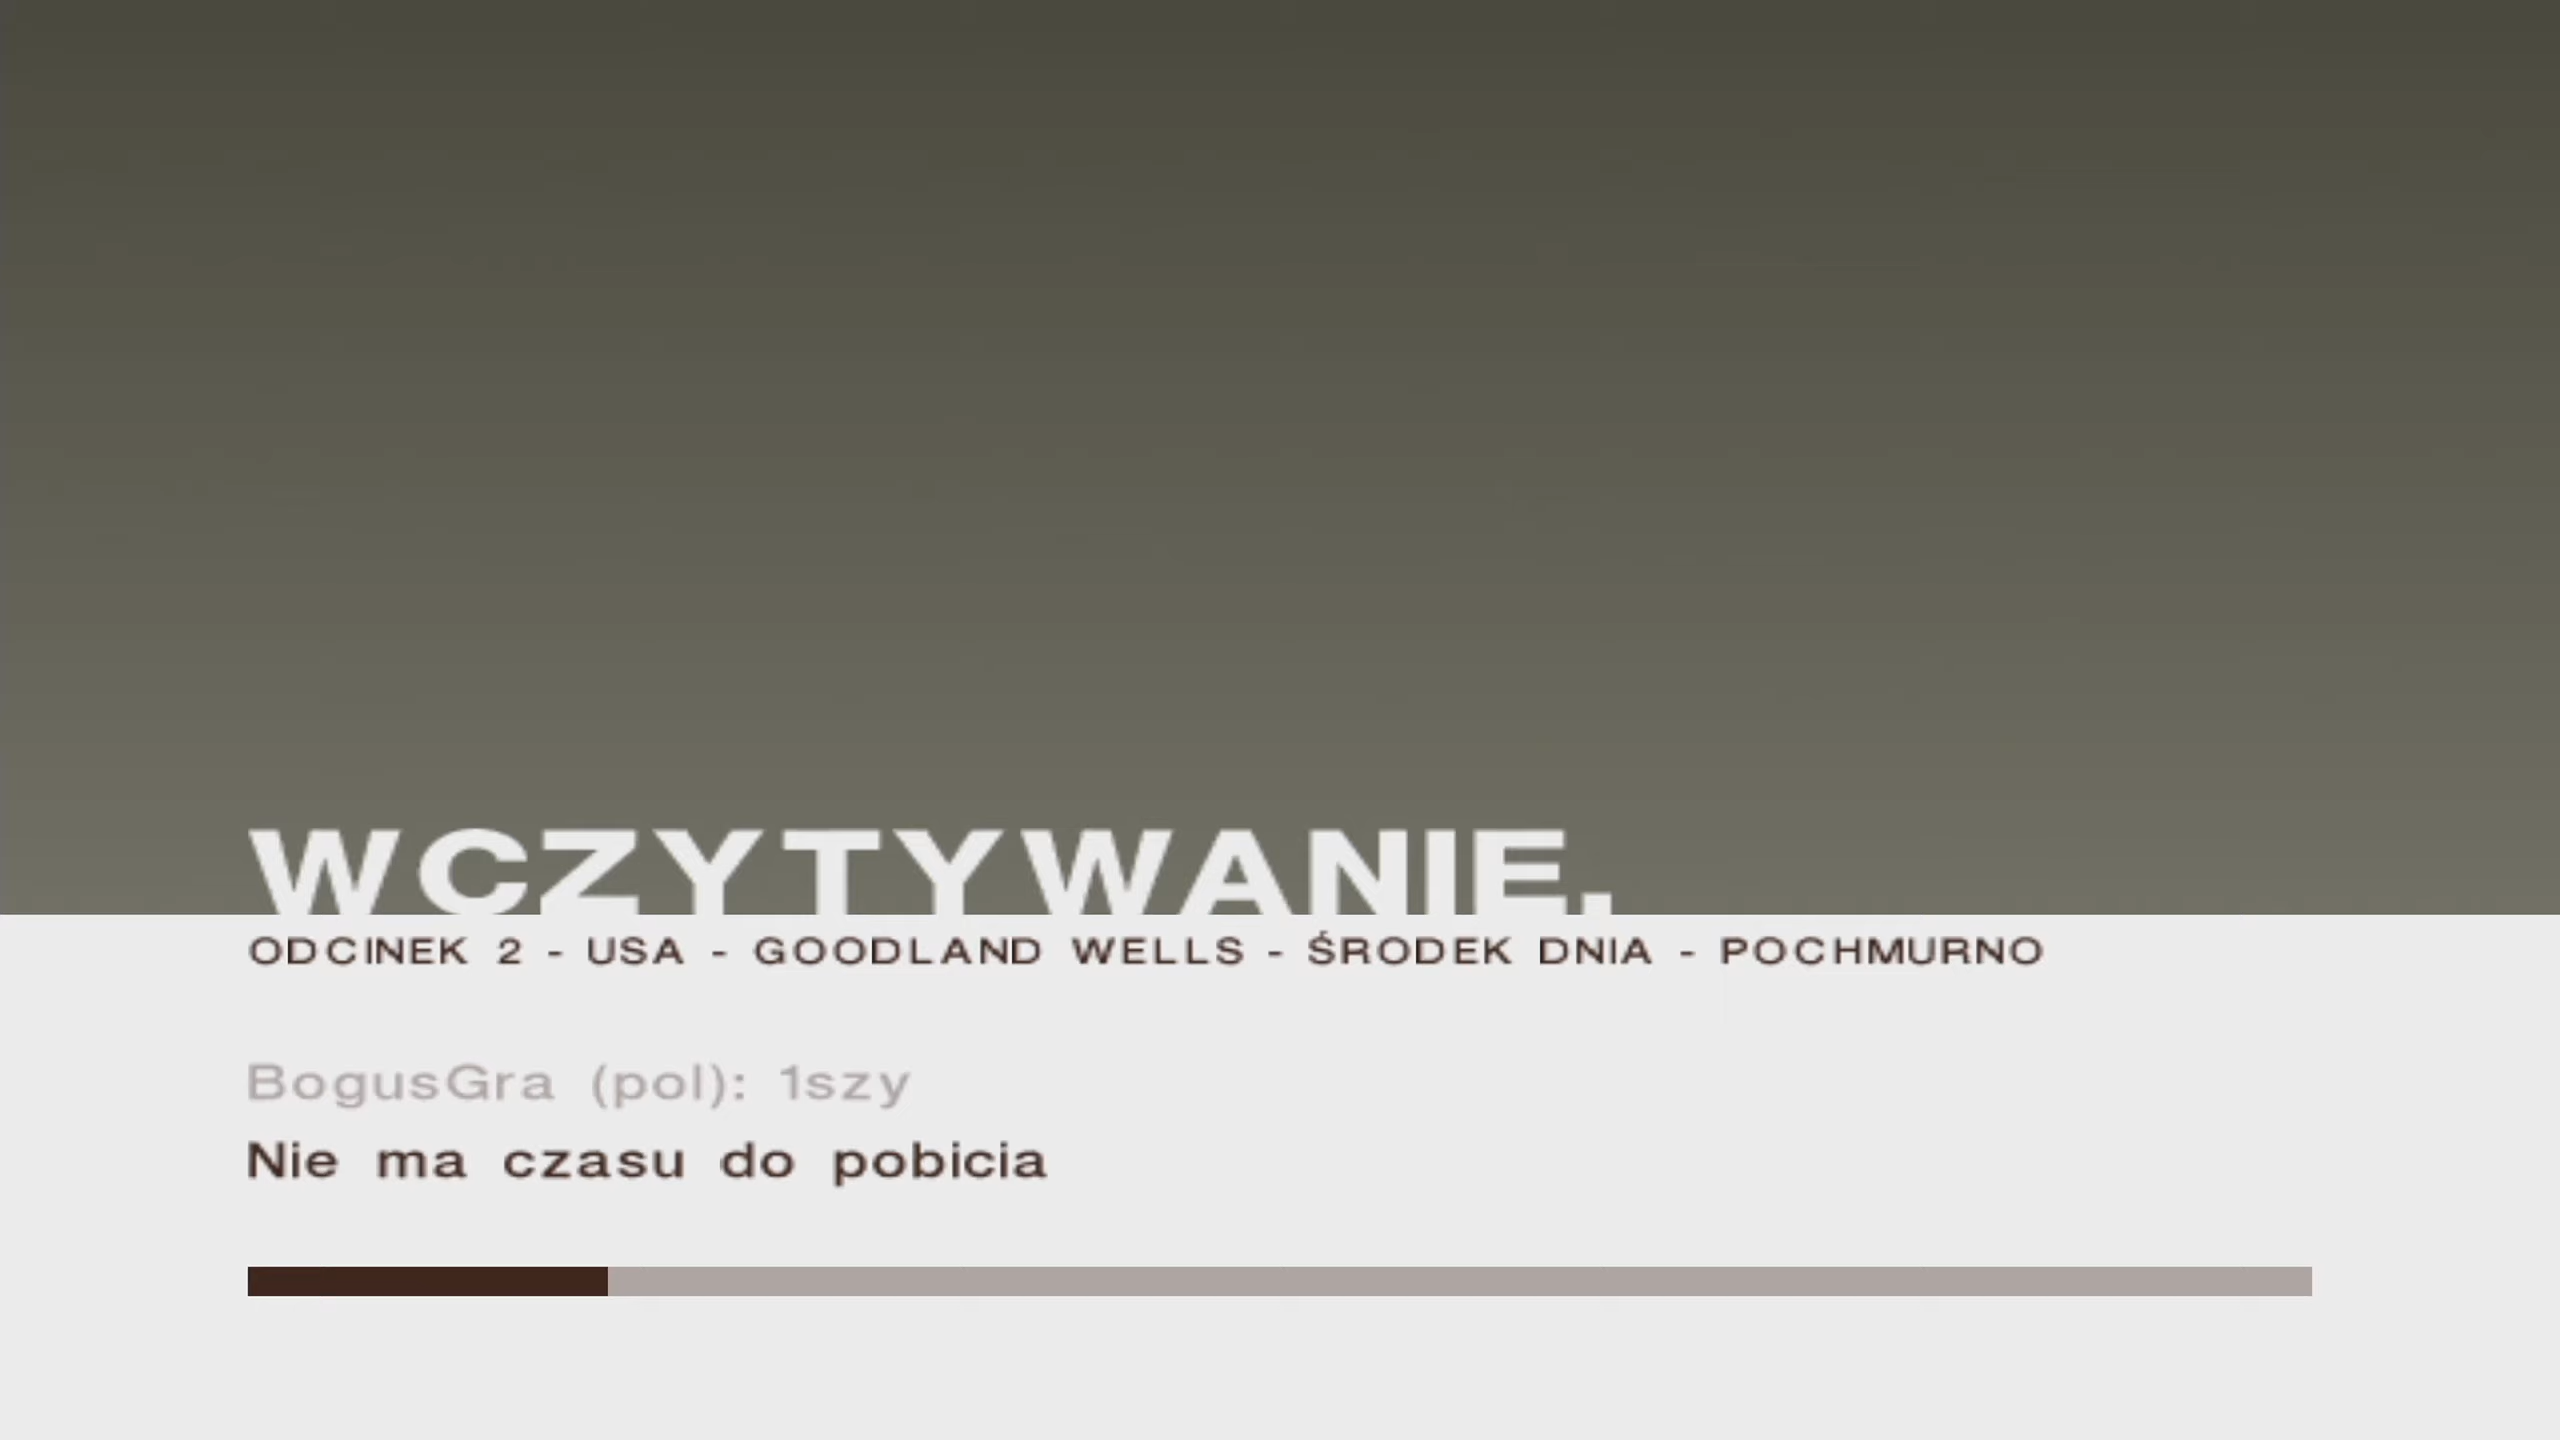 WCZYTYWANIE.
ODCINEK 2 - USA - GOODLAND WELLS - ŚRODEK DNIA - POCHMURNO
BogusGra (pol): 1szy
Nie ma czasu do pobicia